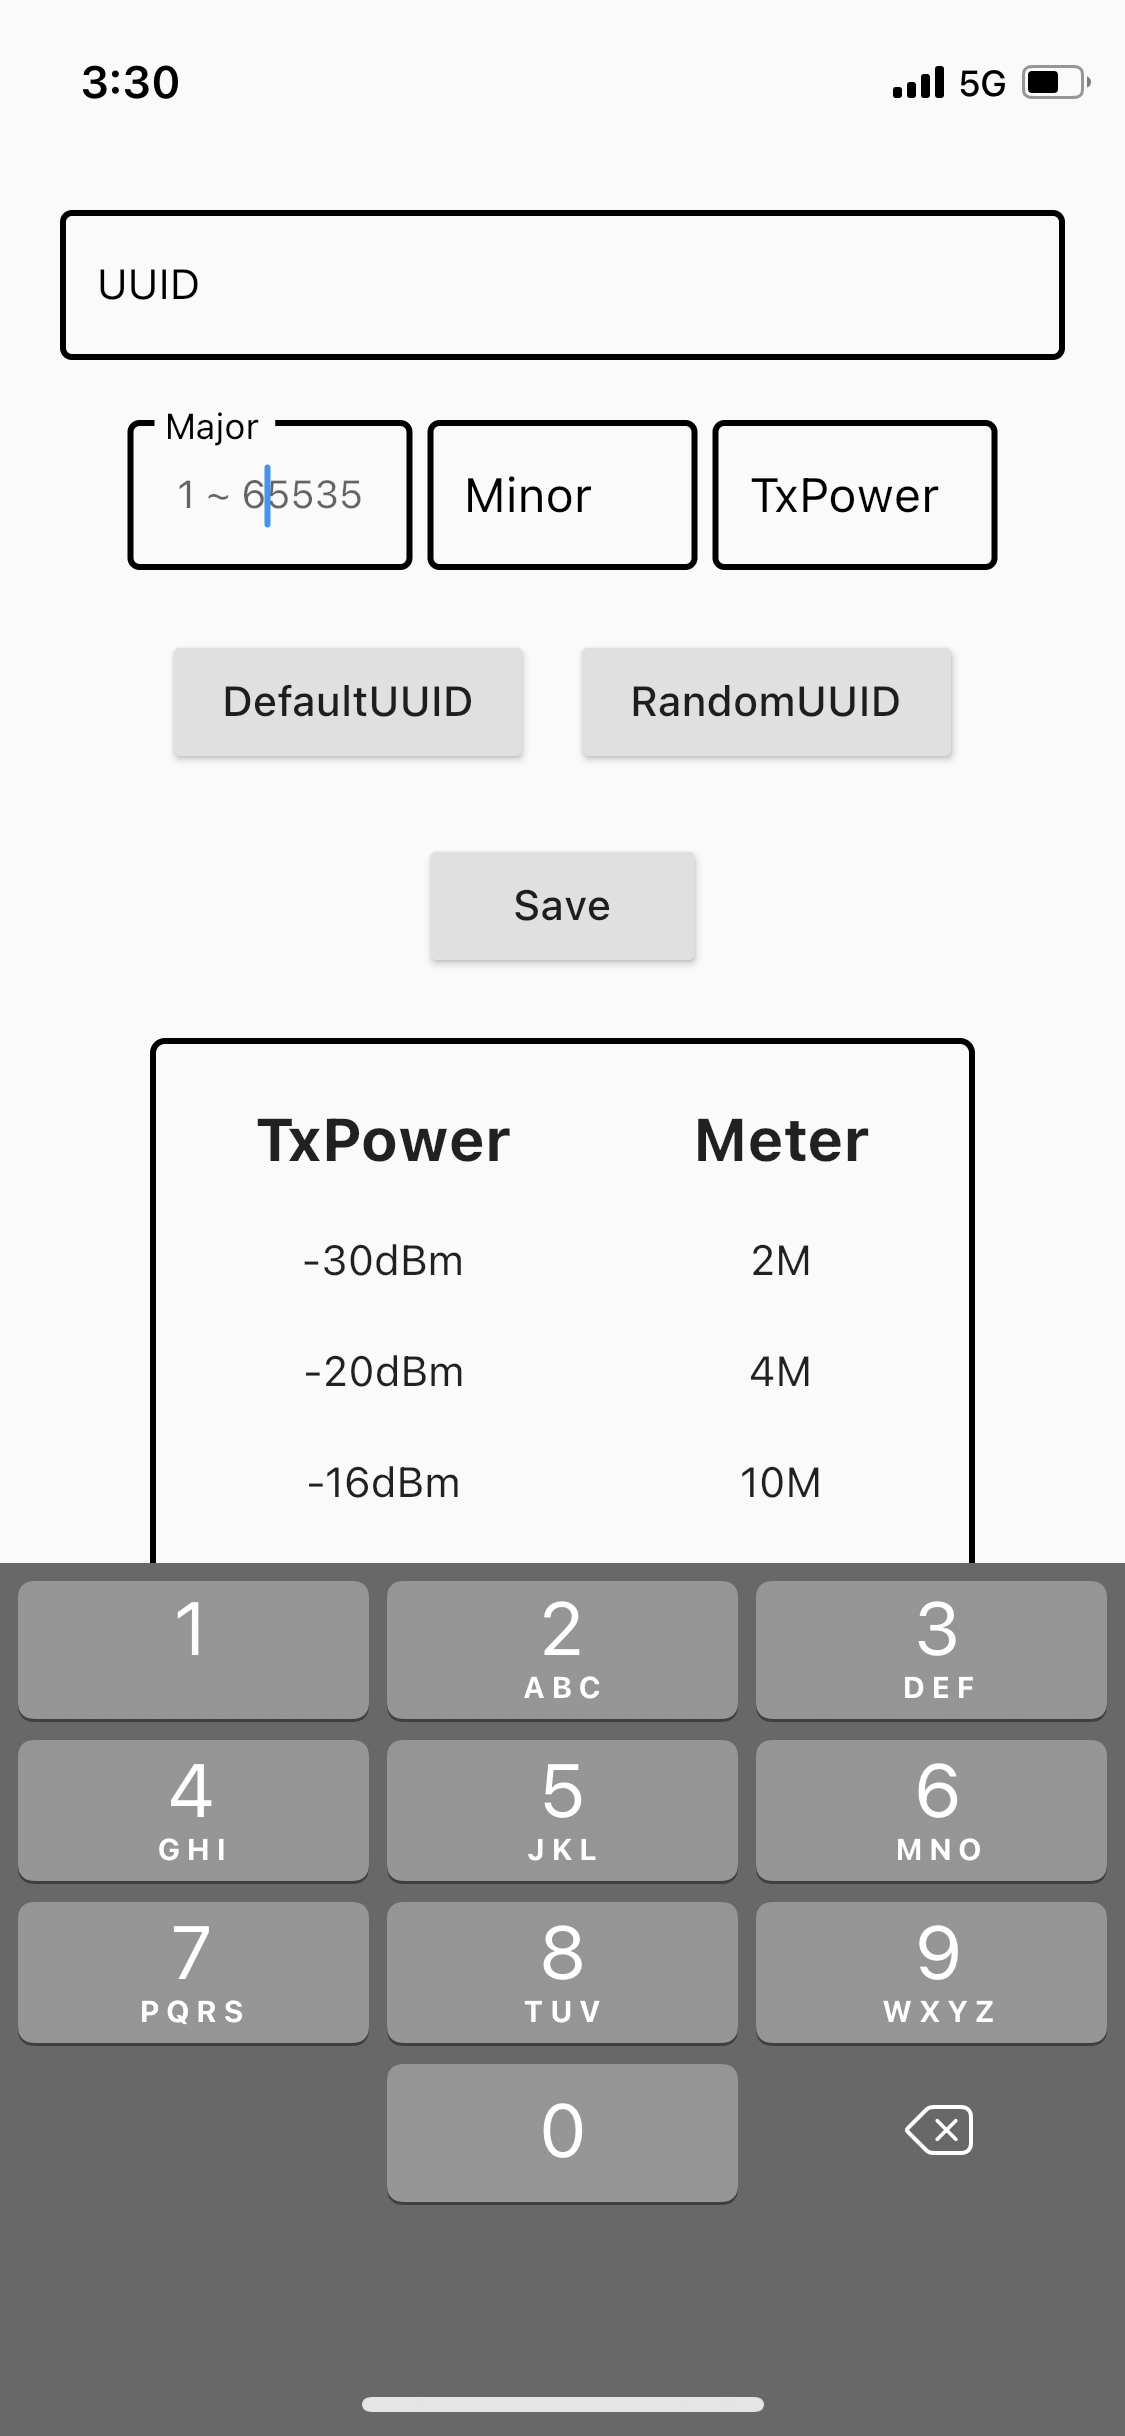 3:30 5G
UUID
Major
1 ~ 65535 Minor TxPower
DefaultUUID RandomUUID
Save
TxPower Meter
-30dBm 2M
-20dBm 4M
-16dBm 10M
1 2 3
ABC DEF
4 5 6
GHI JKL MNO
7 8 9
PQRS TUV WXYZ
0